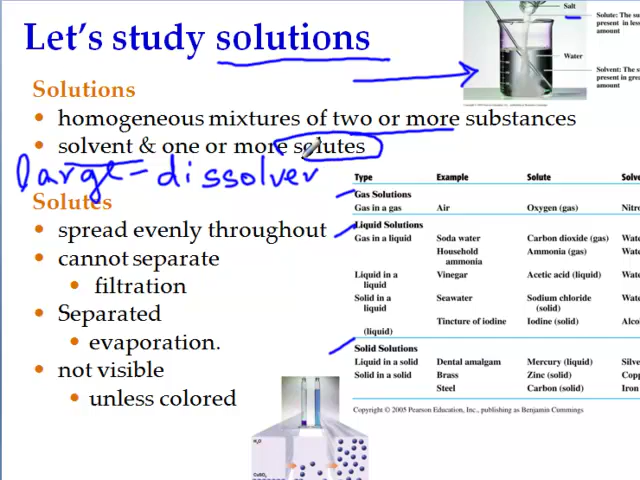 Let's study solutions
Salt
Solute: The su
present in les
amount
Water
Solvent: The s
present in gre
amount
Solutions
• homogeneous mixtures of two or more substances
• solvent & one or more solutes
large = dissolver
Solutes
• spread evenly throughout
• cannot separate
• filtration
• Separated
• evaporation.
• not visible
• unless colored
Type Example Solute Solve
Gas Solutions
Gas in a gas Air Oxygen (gas) Nitro
Liquid Solutions
Gas in a liquid Soda water Carbon dioxide (gas) Wate
Household ammonia Ammonia (gas) Wate
Liquid in a liquid Vinegar Acetic acid (liquid) Wate
Solid in a liquid Seawater Sodium chloride (solid) Wate
(liquid) Tincture of iodine Iodine (solid) Alco
Solid Solutions
Liquid in a solid Dental amalgam Mercury (liquid) Silve
Solid in a solid Brass Zinc (solid) Copp
Steel Carbon (solid) Iron
Copyright © 2005 Pearson Education, Inc., publishing as Benjamin Cummings
H₂O